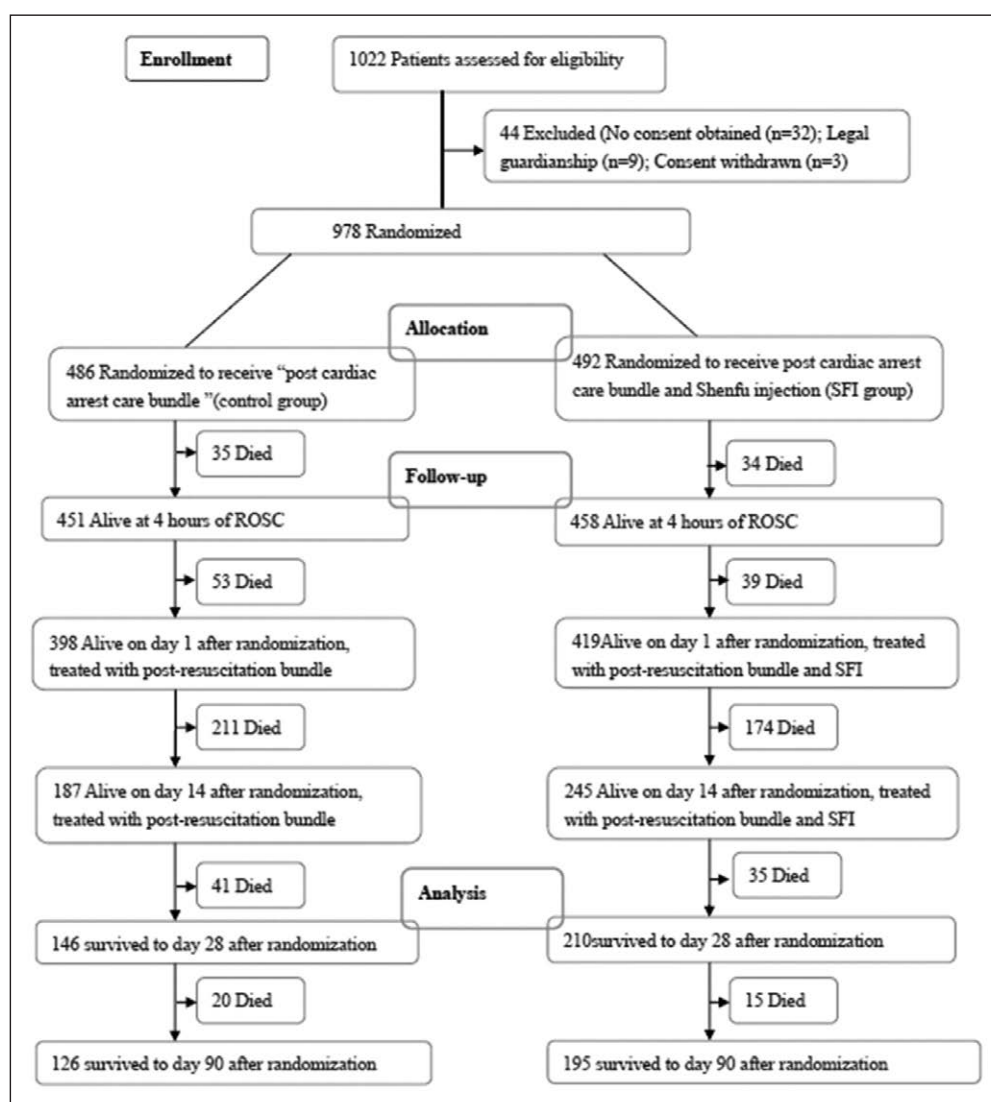 Enrollment
1022 Patients assessed for eligibility
44 Excluded (No consent obtained (n=32); Legal
guardianship (n=9); Consent withdrawn (n=3)
978 Randomized
Allocation
486 Randomized to receive “post cardiac
arrest care bundle ”(control group)
492 Randomized to receive post cardiac arrest
care bundle and Shenfu injection (SFI group)
35 Died
34 Died
Follow-up
451 Alive at 4 hours of ROSC
458 Alive at 4 hours of ROSC
53 Died
39 Died
398 Alive on day 1 after randomization,
treated with post-resuscitation bundle
419Alive on day 1 after randomization, treated
with post-resuscitation bundle and SFI
211 Died
174 Died
187 Alive on day 14 after randomization,
treated with post-resuscitation bundle
245 Alive on day 14 after randomization, treated
with post-resuscitation bundle and SFI
41 Died
35 Died
Analysis
146 survived to day 28 after randomization
210survived to day 28 after randomization
20 Died
15 Died
126 survived to day 90 after randomization
195 survived to day 90 after randomization